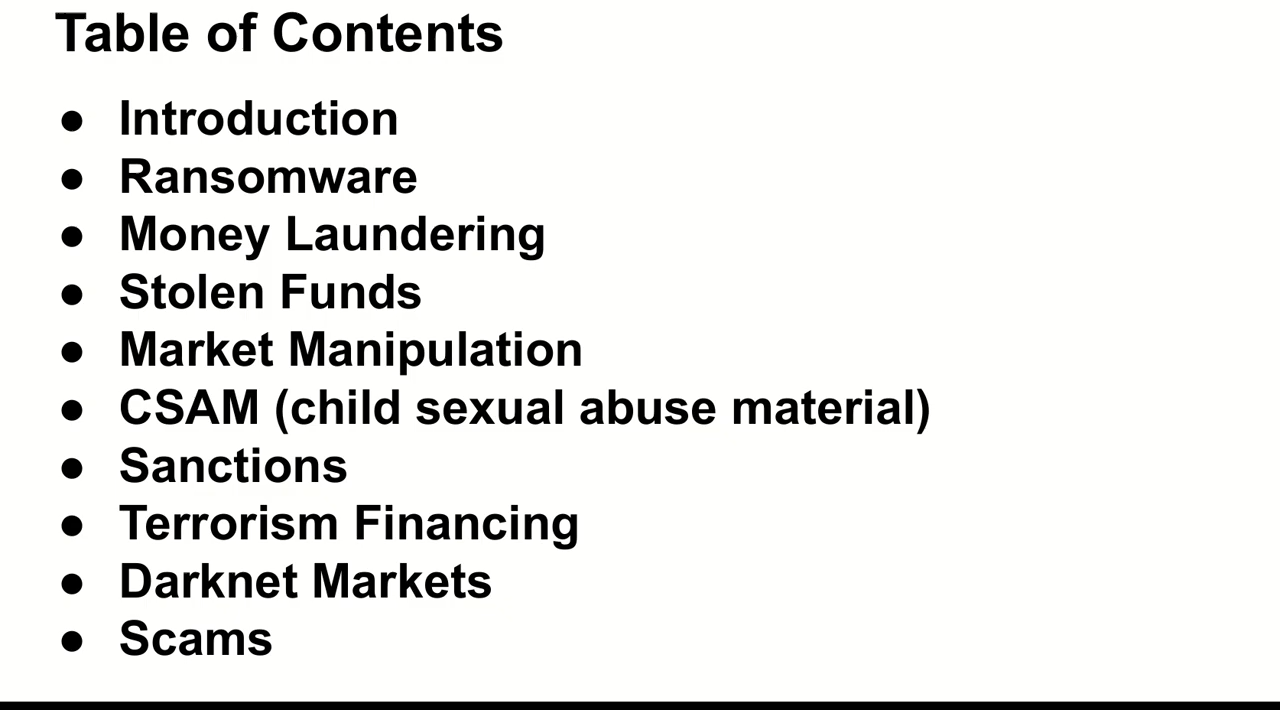 Table of Contents
● Introduction
● Ransomware
● Money Laundering
● Stolen Funds
● Market Manipulation
● CSAM (child sexual abuse material)
● Sanctions
● Terrorism Financing
● Darknet Markets
● Scams